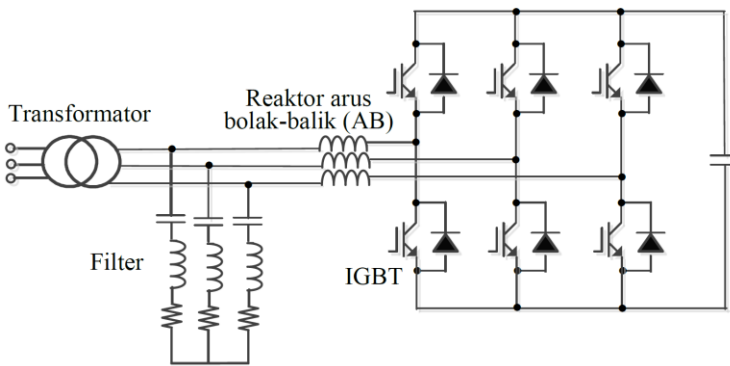 Transformator
Reaktor arus
bolak-balik (AB)
Filter
IGBT